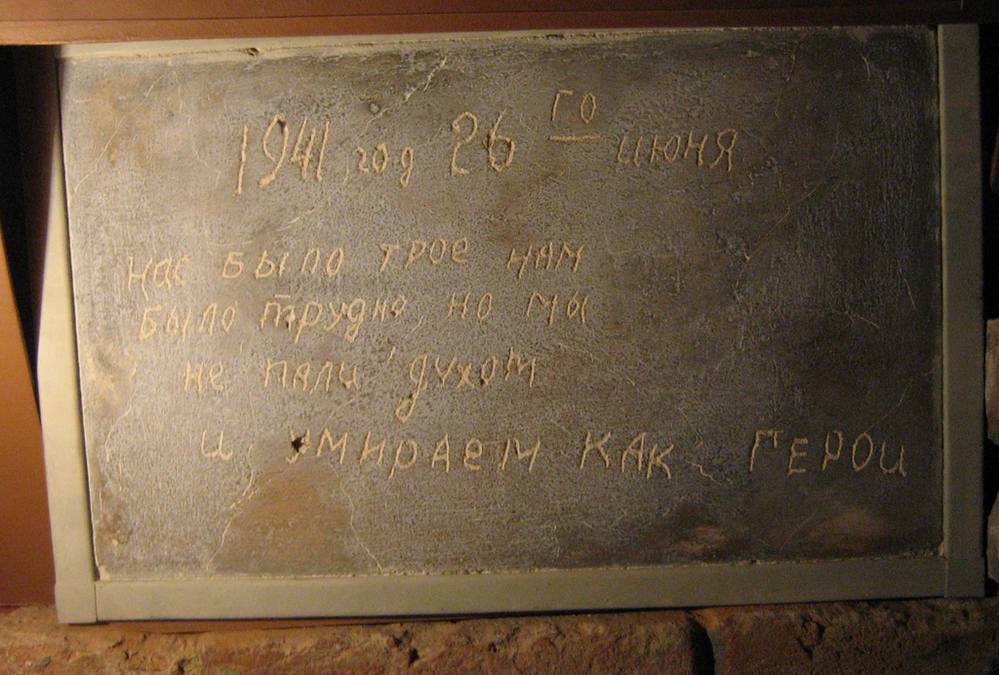 1941 год 26 го июня
нас было трое нам
было трудно, но мы
не пали духом
и умираем как герои